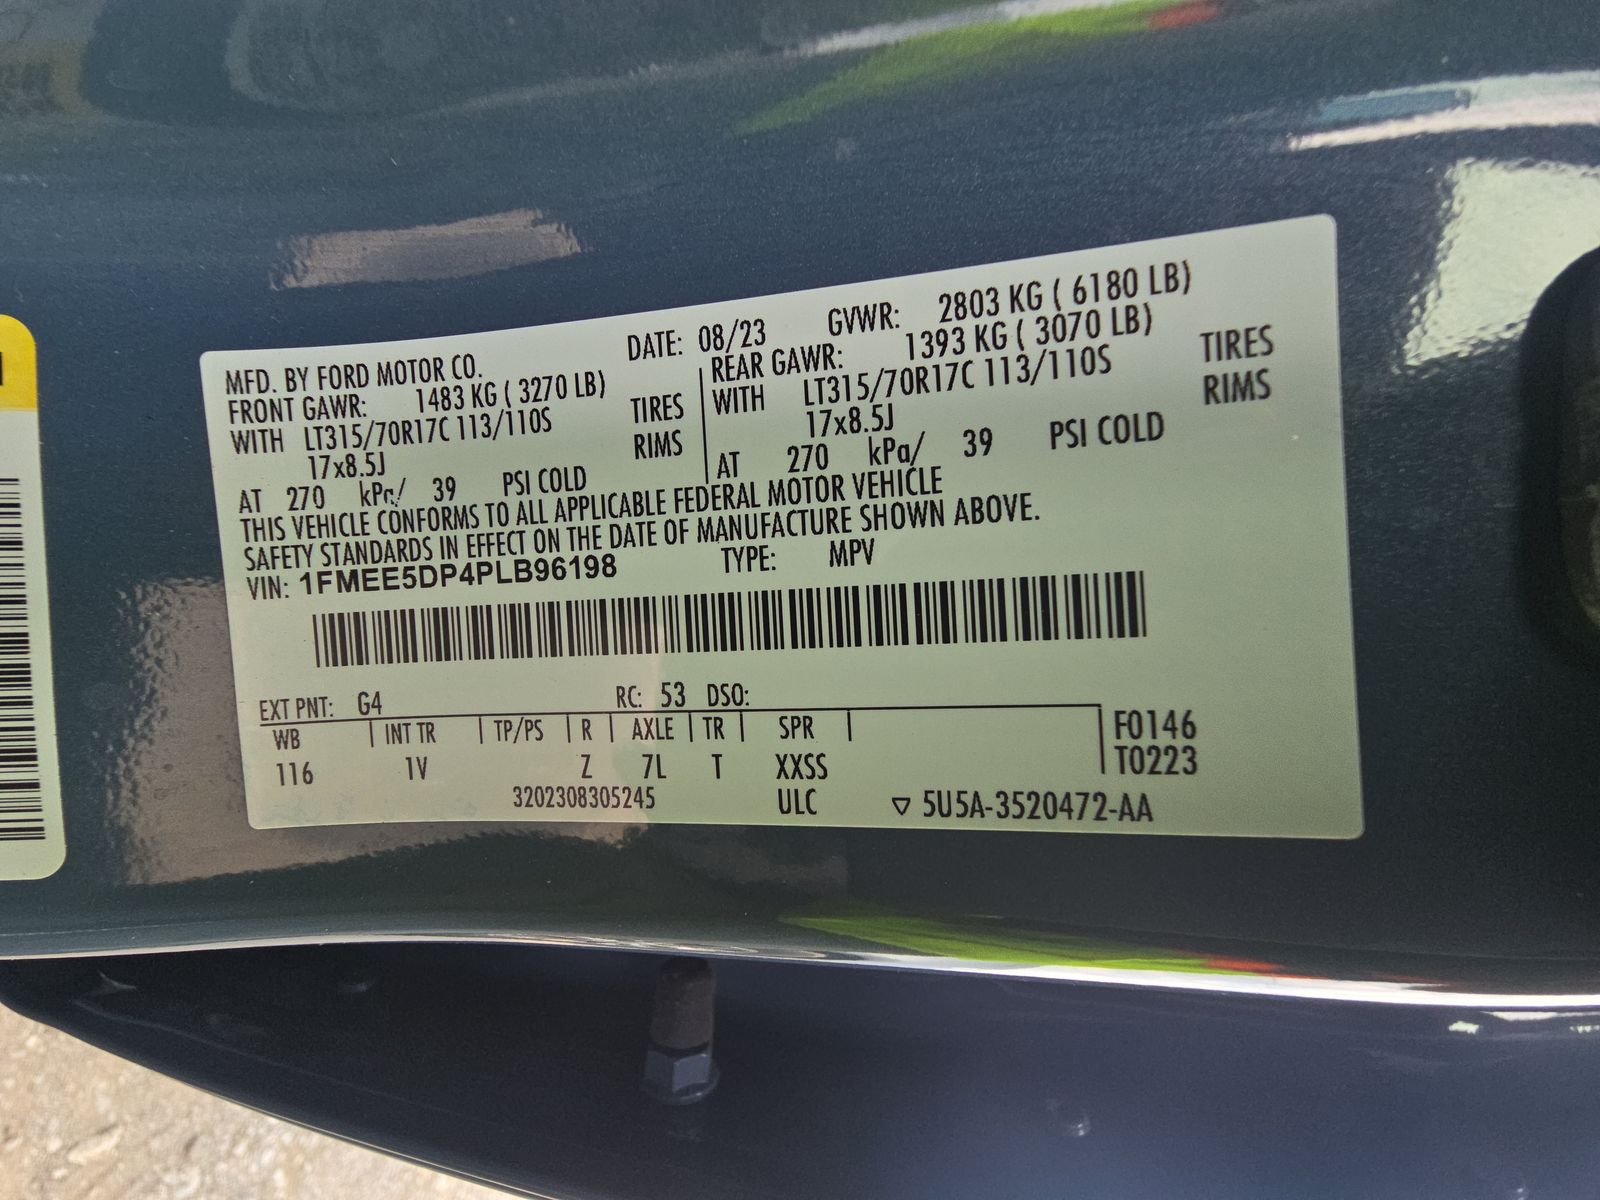 MFD. BY FORD MOTOR CO. DATE: 08/23 GVWR: 2803 KG ( 6180 LB)
FRONT GAWR: 1483 KG ( 3270 LB) REAR GAWR: 1393 KG ( 3070 LB)
WITH LT315/70R17C 113/110S TIRES WITH LT315/70R17C 113/110S TIRES
17x8.5J RIMS 17x8.5J RIMS
AT 270 kPa/ 39 PSI COLD AT 270 kPa/ 39 PSI COLD
THIS VEHICLE CONFORMS TO ALL APPLICABLE FEDERAL MOTOR VEHICLE
SAFETY STANDARDS IN EFFECT ON THE DATE OF MANUFACTURE SHOWN ABOVE.
VIN: 1FMEE5DP4PLB96198 TYPE: MPV
EXT PNT: G4 RC: 53 DSO:
WB INT TR TP/PS R AXLE TR SPR F0146
116 1V Z 7L T XXSS T0223
3202308305245 ULC ▽ 5U5A-3520472-AA